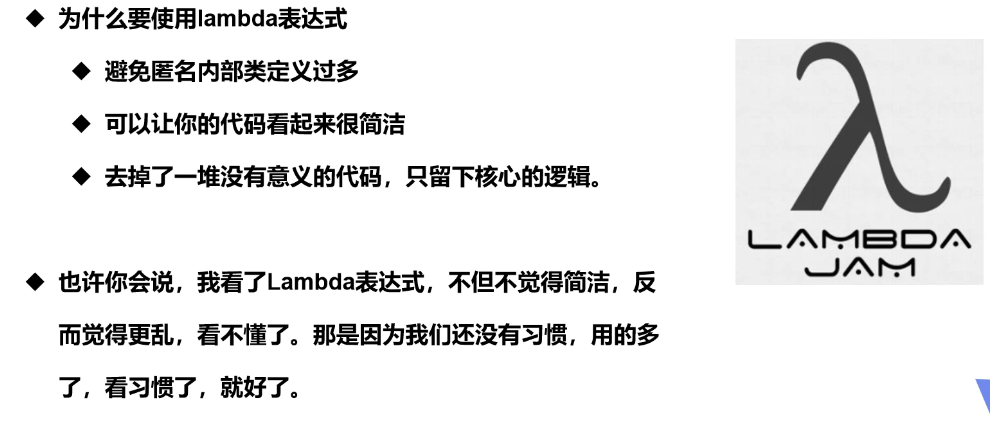 ◆ 为什么要使用lambda表达式
◆ 避免匿名内部类定义过多
◆ 可以让你的代码看起来很简洁
◆ 去掉了一堆没有意义的代码，只留下核心的逻辑。
◆ 也许你会说，我看了Lambda表达式，不但不觉得简洁，反
而觉得更乱，看不懂了。那是因为我们还没有习惯，用的多
了，看习惯了，就好了。
λ
LAMBDA
JAM